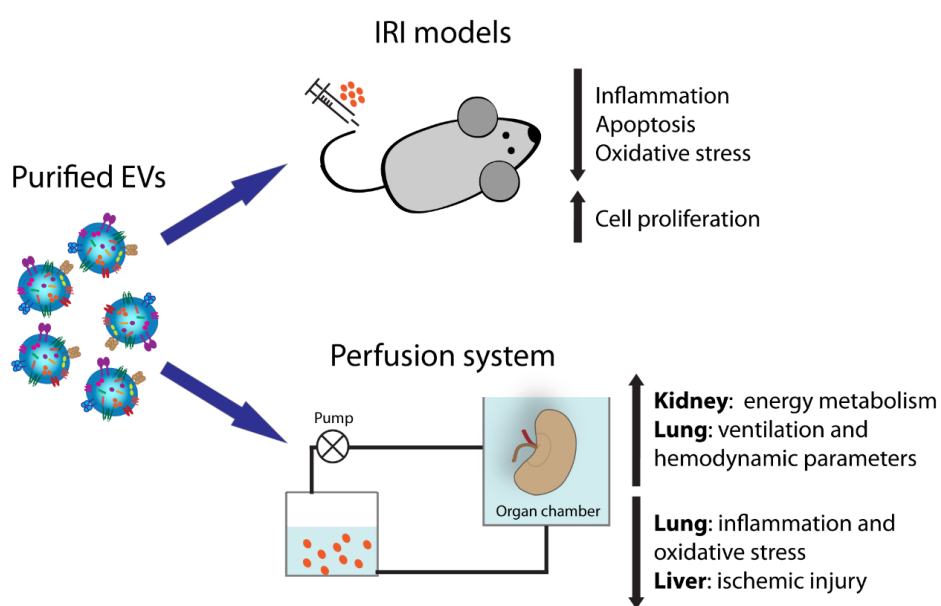 IRI models
Inflammation
Apoptosis
Oxidative stress
Cell proliferation
Purified EVs
Perfusion system
Pump
Organ chamber
Kidney: energy metabolism
Lung: ventilation and
hemodynamic parameters
Lung: inflammation and
oxidative stress
Liver: ischemic injury